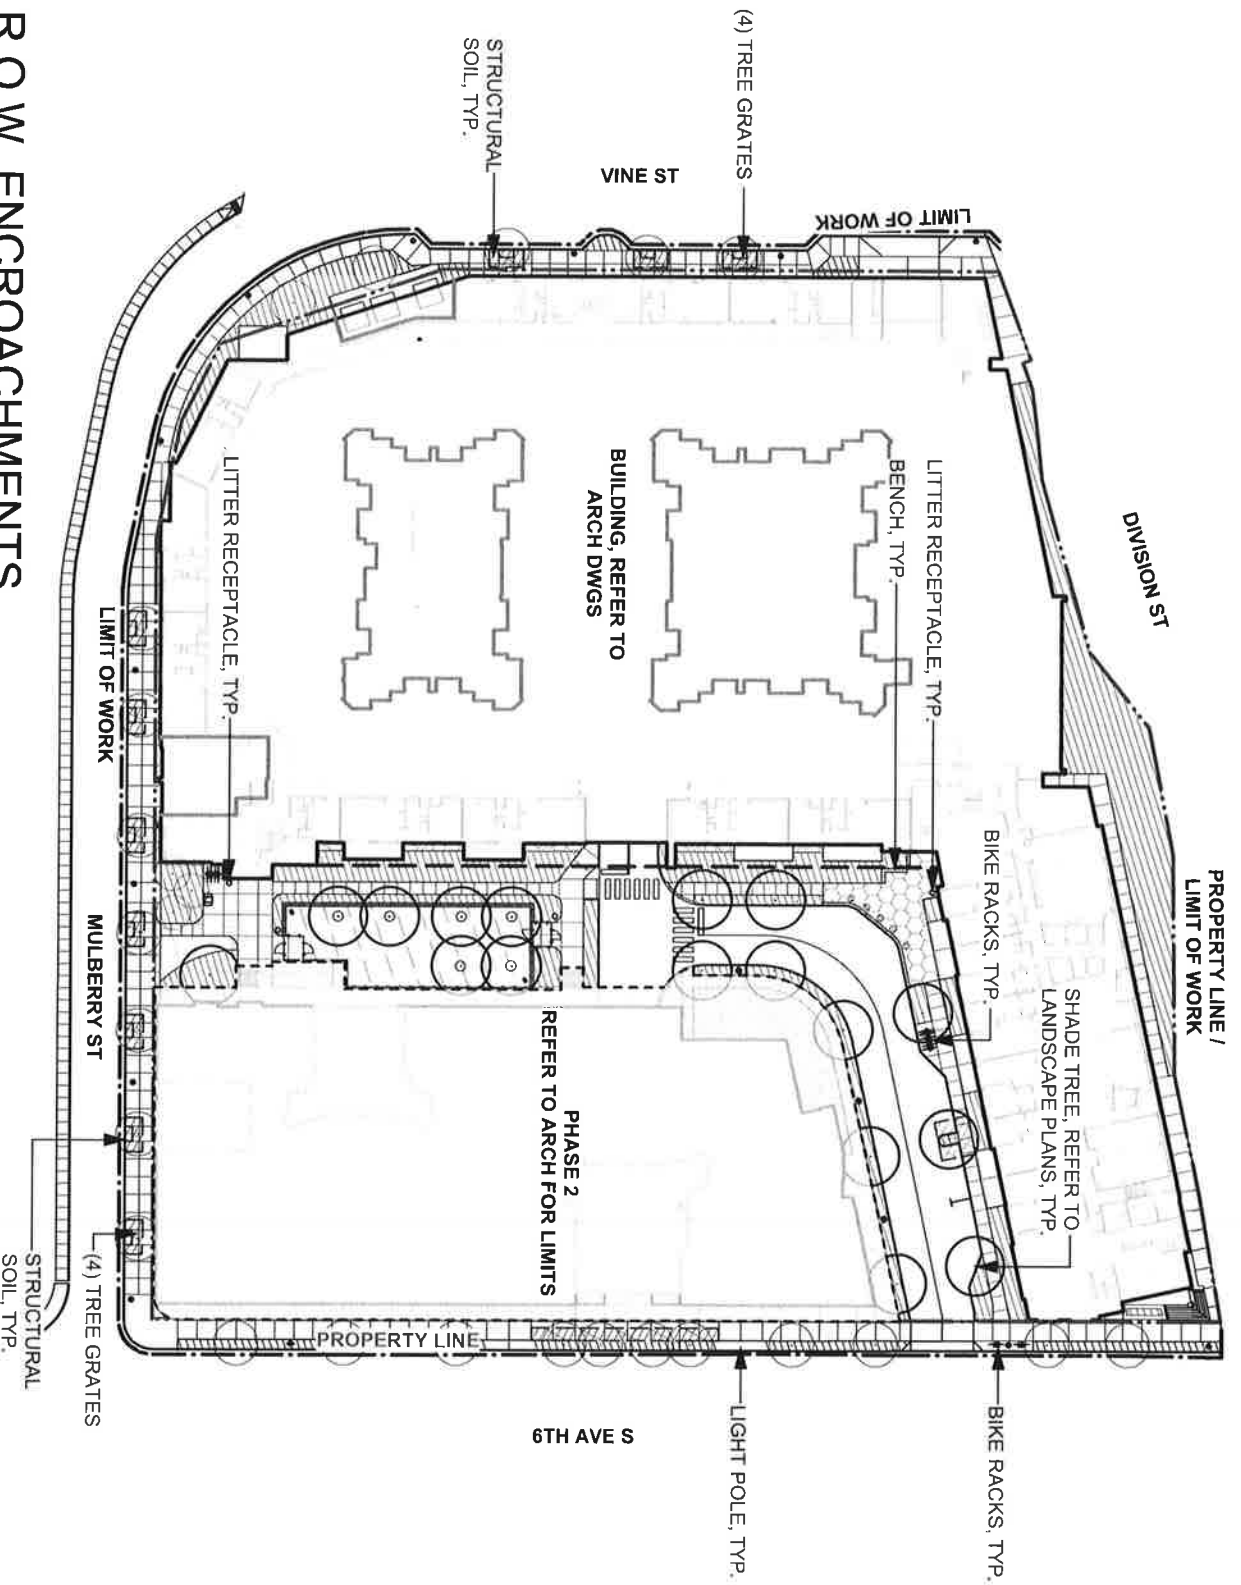 ROW ENCROACHMENTS
(4) TREE GRATES
STRUCTURAL
SOIL, TYP.
VINE ST
LIMIT OF WORK
DIVISION ST
PROPERTY LINE /
LIMIT OF WORK
LITTER RECEPTACLE, TYP.
BENCH, TYP.
BUILDING, REFER TO
ARCH DWGS
LITTER RECEPTACLE, TYP.
BIKE RACKS, TYP.
SHADE TREE, REFER TO
LANDSCAPE PLANS, TYP.
LIMIT OF WORK
MULBERRY ST
PHASE 2
REFER TO ARCH FOR LIMITS
PROPERTY LINE
(4) TREE GRATES
STRUCTURAL
SOIL, TYP.
6TH AVE S
LIGHT POLE, TYP.
BIKE RACKS, TYP.